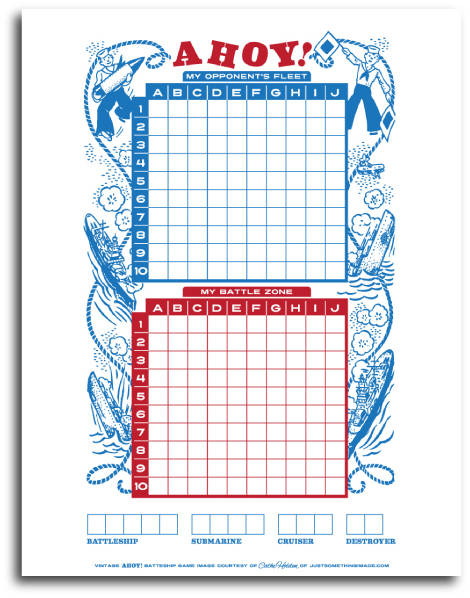 AHOY!
MY OPPONENT'S FLEET
A B C D E F G H I J
1
2
3
4
5
6
7
8
9
10
MY BATTLE ZONE
A B C D E F G H I J
1
2
3
4
5
6
7
8
9
10
BATTLESHIP SUBMARINE CRUISER DESTROYER
VINTAGE AHOY! BATTESHIP GAME IMAGE COURTESY OF Cathe Holden OF JUSTSOMETHINGIMADE.COM